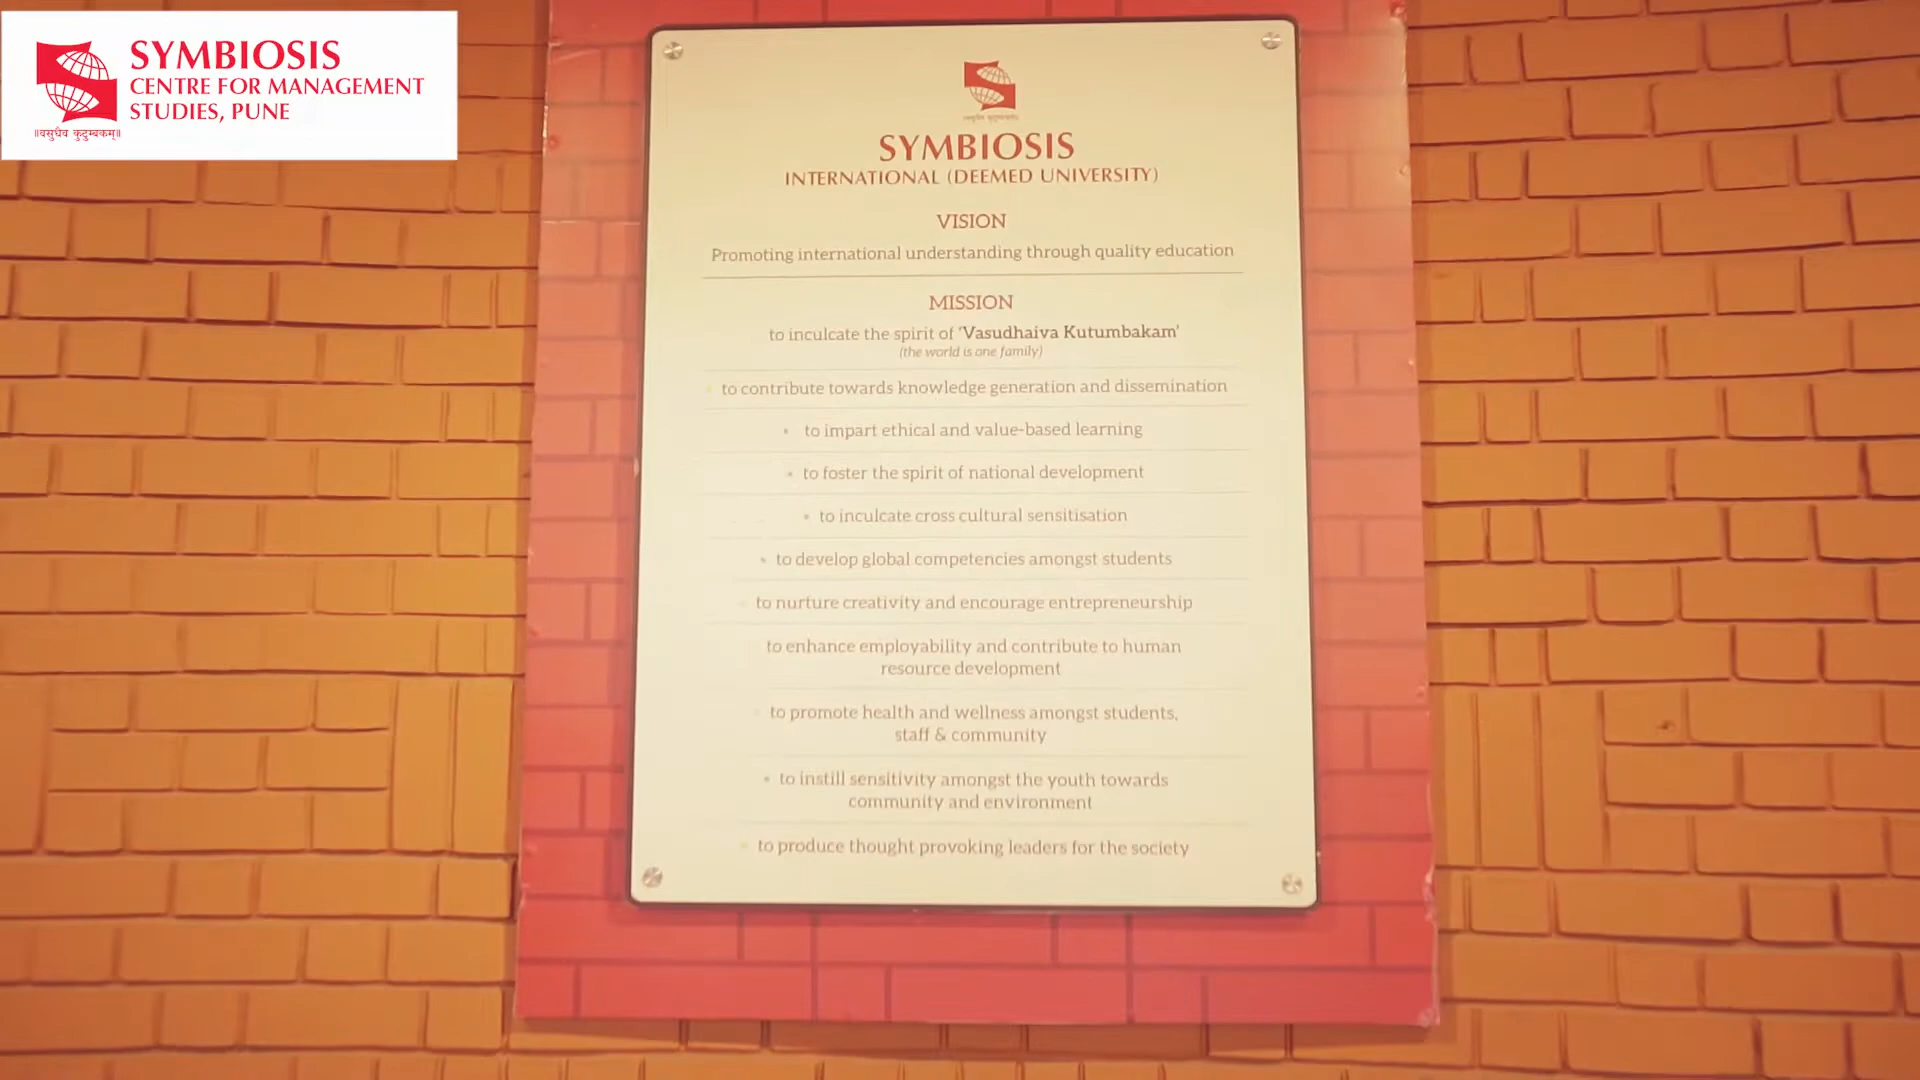 SYMBIOSIS
CENTRE FOR MANAGEMENT
STUDIES, PUNE
॥वसुधैव कुटुम्बकम्॥
SYMBIOSIS
INTERNATIONAL (DEEMED UNIVERSITY)
VISION
Promoting international understanding through quality education
MISSION
to inculcate the spirit of 'Vasudhaiva Kutumbakam'
(the world is one family)
• to contribute towards knowledge generation and dissemination
• to impart ethical and value-based learning
• to foster the spirit of national development
• to inculcate cross cultural sensitisation
• to develop global competencies amongst students
• to nurture creativity and encourage entrepreneurship
to enhance employability and contribute to human
resource development
• to promote health and wellness amongst students,
staff & community
• to instill sensitivity amongst the youth towards
community and environment
• to produce thought provoking leaders for the society